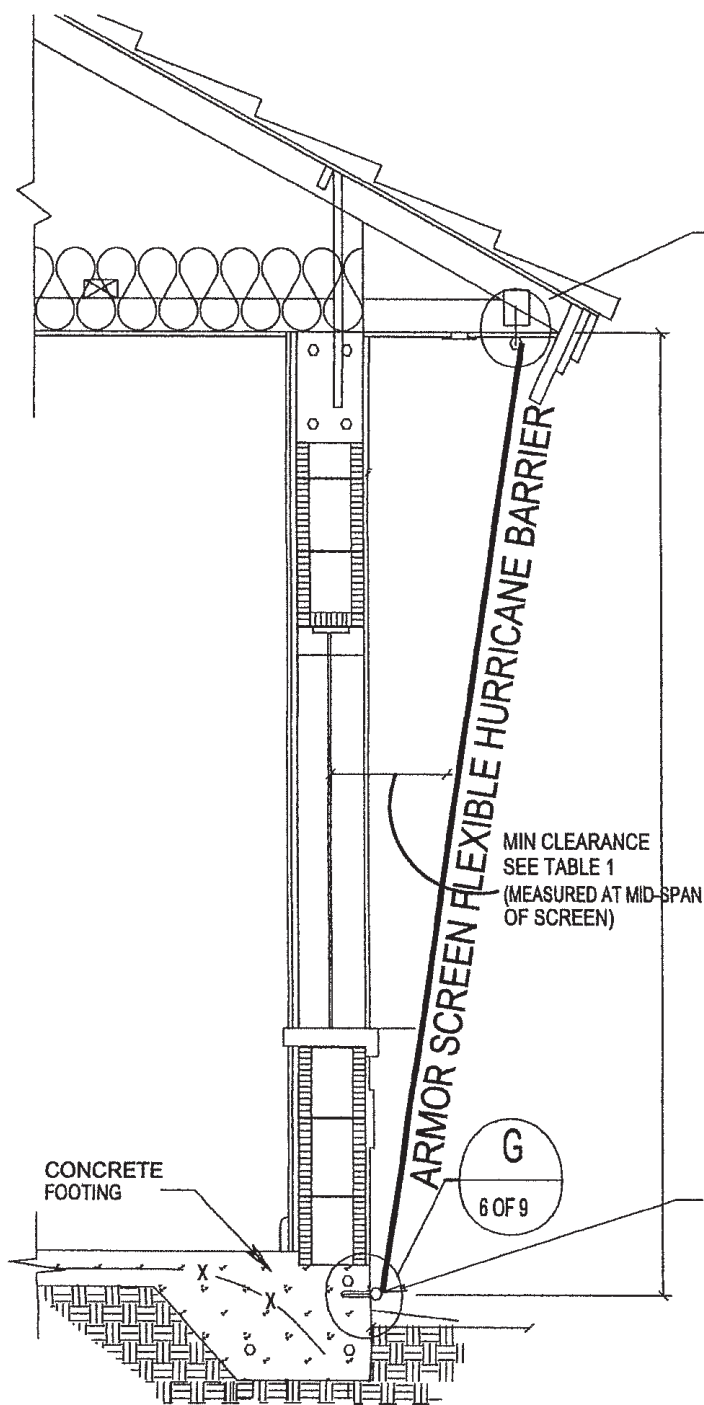 ARMOR SCREEN FLEXIBLE HURRICANE BARRIER
MIN CLEARANCE
SEE TABLE 1
(MEASURED AT MID-SPAN
OF SCREEN)
G
6 OF 9
CONCRETE
FOOTING
X
X